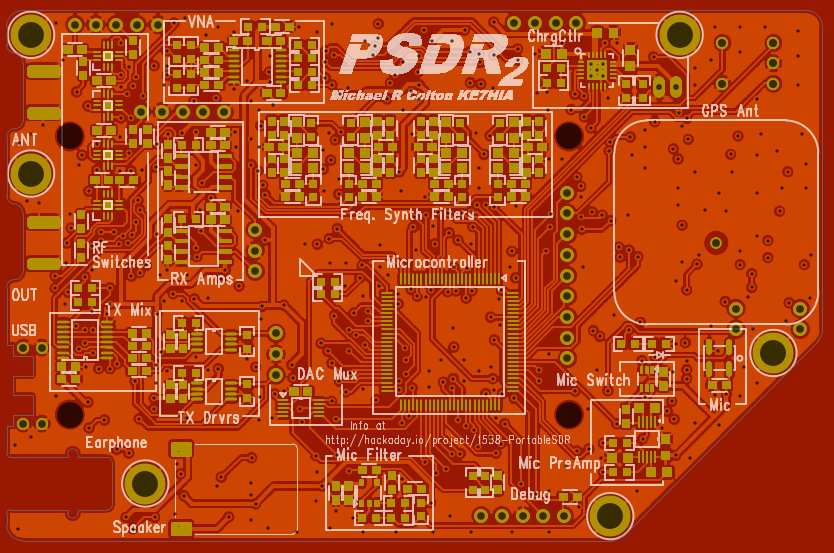 VNA
PSDR2
Michael R Colton KE7HIA
ChrgCtlr
GPS Ant
ANT
Freq. Synth Filters
RF
Switches
RX Amps
Microcontroller
OUT
TX Mix
USB
DAC Mux
Mic Switch
Mic
TX Drvrs
Info at
http://hackaday.io/project/1538-PortableSDR
Earphone
Mic Filter
Mic PreAmp
Debug
Speaker